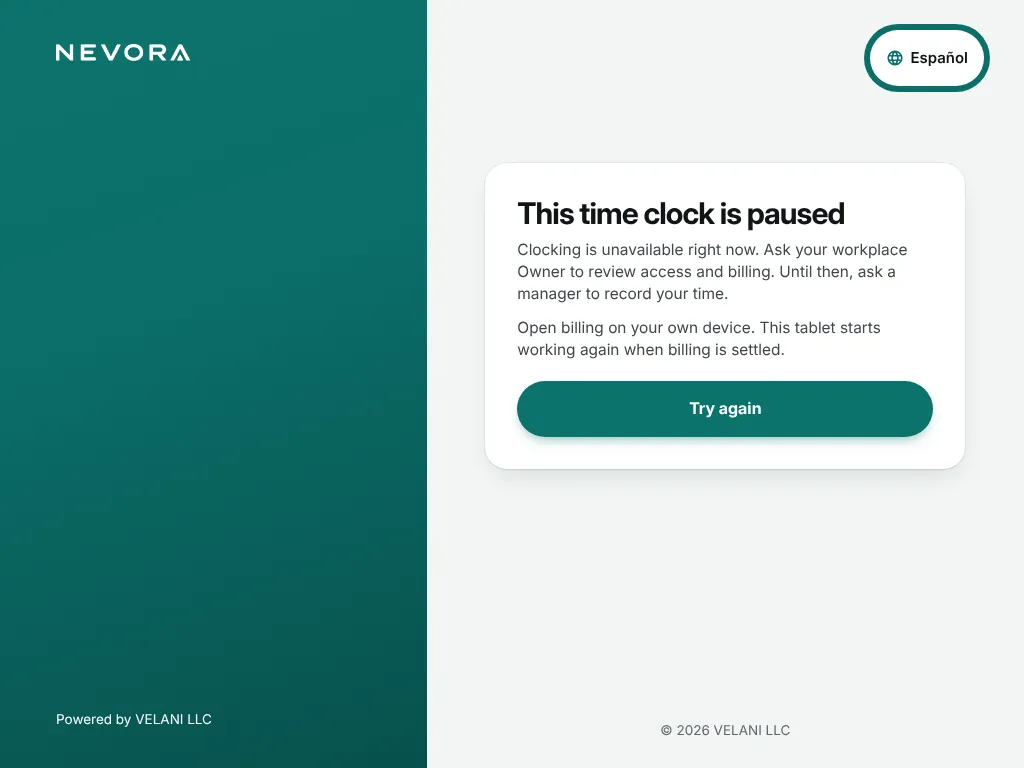 NEVORA
Español
This time clock is paused
Clocking is unavailable right now. Ask your workplace
Owner to review access and billing. Until then, ask a
manager to record your time.
Open billing on your own device. This tablet starts
working again when billing is settled.
Try again
Powered by VELANI LLC
© 2026 VELANI LLC